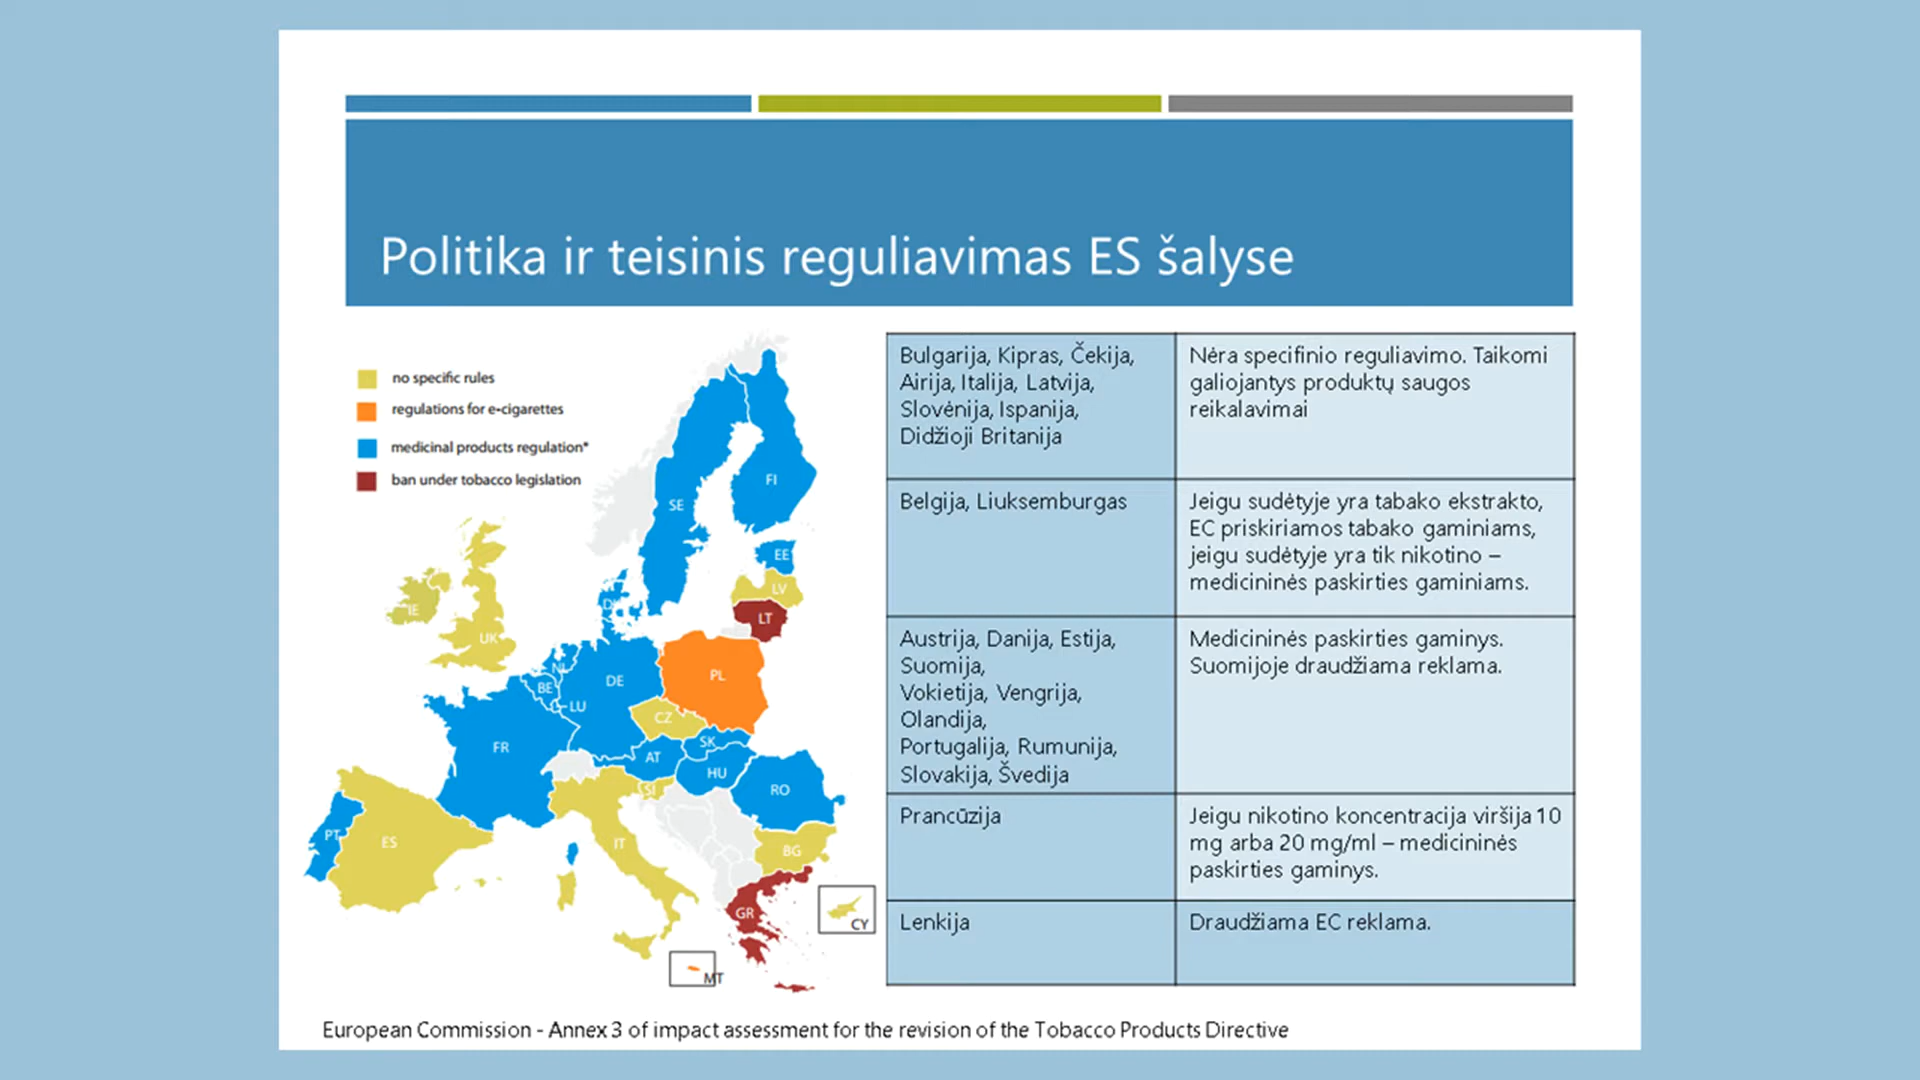 Politika ir teisinis reguliavimas ES šalyse
no specific rules
regulations for e-cigarettes
medicinal products regulation*
ban under tobacco legislation
SE
FI
EE
LV
LT
IE
UK
NL
BE
LU
DE
PL
CZ
SK
AT
HU
FR
SI
RO
PT
ES
IT
BG
GR
CY
MT
Bulgarija, Kipras, Čekija,
Airija, Italija, Latvija,
Slovėnija, Ispanija,
Didžioji Britanija
Nėra specifinio reguliavimo. Taikomi
galiojantys produktų saugos
reikalavimai
Belgija, Liuksemburgas
Jeigu sudėtyje yra tabako ekstrakto,
EC priskiriamos tabako gaminiams,
jeigu sudėtyje yra tik nikotino –
medicininės paskirties gaminiams.
Austrija, Danija, Estija,
Suomija,
Vokietija, Vengrija,
Olandija,
Portugalija, Rumunija,
Slovakija, Švedija
Medicininės paskirties gaminys.
Suomijoje draudžiama reklama.
Prancūzija
Jeigu nikotino koncentracija viršija 10
mg arba 20 mg/ml – medicininės
paskirties gaminys.
Lenkija
Draudžiama EC reklama.
European Commission - Annex 3 of impact assessment for the revision of the Tobacco Products Directive